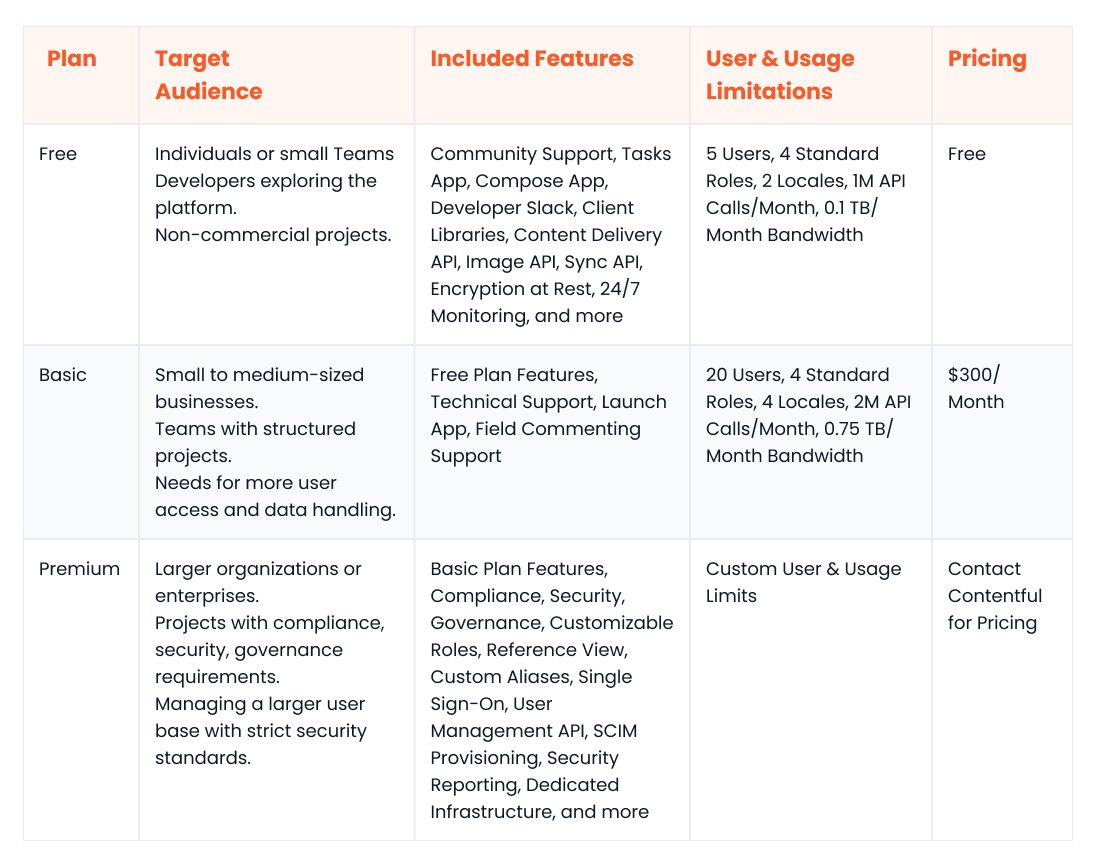 Plan
Target
Audience
Included Features
User & Usage
Limitations
Pricing
Free
Individuals or small Teams
Developers exploring the
platform.
Non-commercial projects.
Community Support, Tasks
App, Compose App,
Developer Slack, Client
Libraries, Content Delivery
API, Image API, Sync API,
Encryption at Rest, 24/7
Monitoring, and more
5 Users, 4 Standard
Roles, 2 Locales, 1M API
Calls/Month, 0.1 TB/
Month Bandwidth
Free
Basic
Small to medium-sized
businesses.
Teams with structured
projects.
Needs for more user
access and data handling.
Free Plan Features,
Technical Support, Launch
App, Field Commenting
Support
20 Users, 4 Standard
Roles, 4 Locales, 2M API
Calls/Month, 0.75 TB/
Month Bandwidth
$300/
Month
Premium
Larger organizations or
enterprises.
Projects with compliance,
security, governance
requirements.
Managing a larger user
base with strict security
standards.
Basic Plan Features,
Compliance, Security,
Governance, Customizable
Roles, Reference View,
Custom Aliases, Single
Sign-On, User
Management API, SCIM
Provisioning, Security
Reporting, Dedicated
Infrastructure, and more
Custom User & Usage
Limits
Contact
Contentful
for Pricing